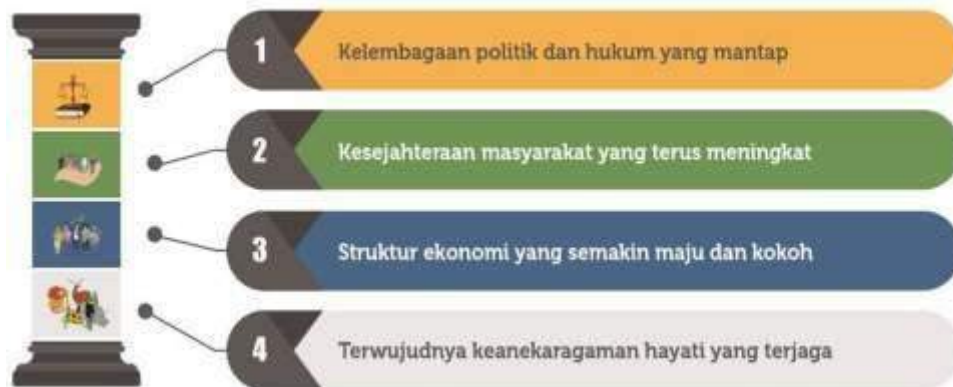 1
Kelembagaan politik dan hukum yang mantap
2
Kesejahteraan masyarakat yang terus meningkat
3
Struktur ekonomi yang semakin maju dan kokoh
4
Terwujudnya keanekaragaman hayati yang terjaga